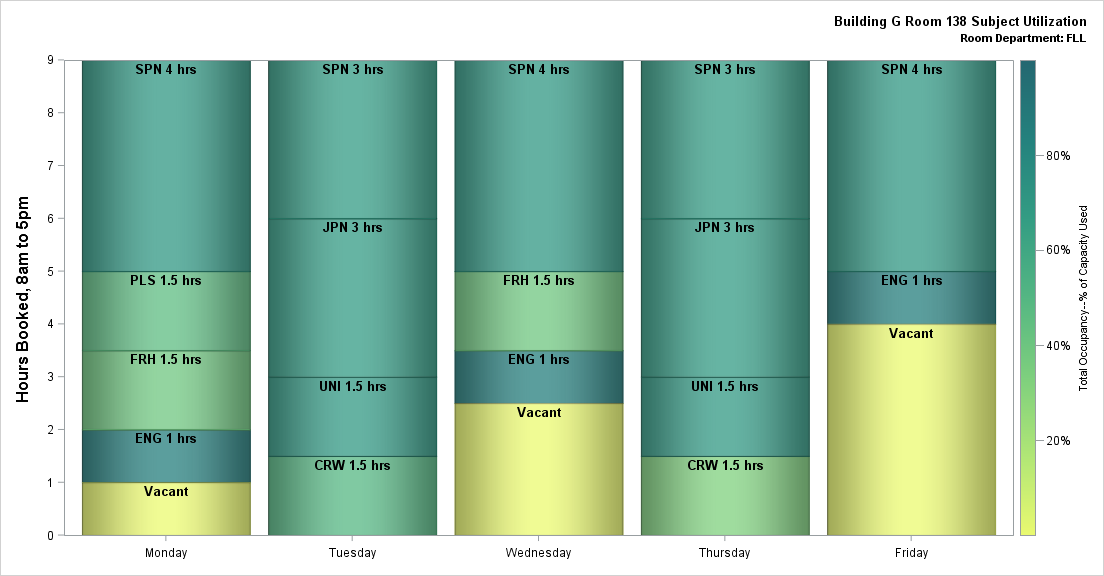 Building G Room 138 Subject Utilization
Room Department: FLL
Hours Booked, 8am to 5pm
9
8
7
6
5
4
3
2
1
0
SPN 4 hrs
PLS 1.5 hrs
FRH 1.5 hrs
ENG 1 hrs
Vacant
Monday
SPN 3 hrs
JPN 3 hrs
UNI 1.5 hrs
CRW 1.5 hrs
Tuesday
SPN 4 hrs
FRH 1.5 hrs
ENG 1 hrs
Vacant
Wednesday
SPN 3 hrs
JPN 3 hrs
UNI 1.5 hrs
CRW 1.5 hrs
Thursday
SPN 4 hrs
ENG 1 hrs
Vacant
Friday
80%
60%
40%
20%
Total Occupancy--% of Capacity Used